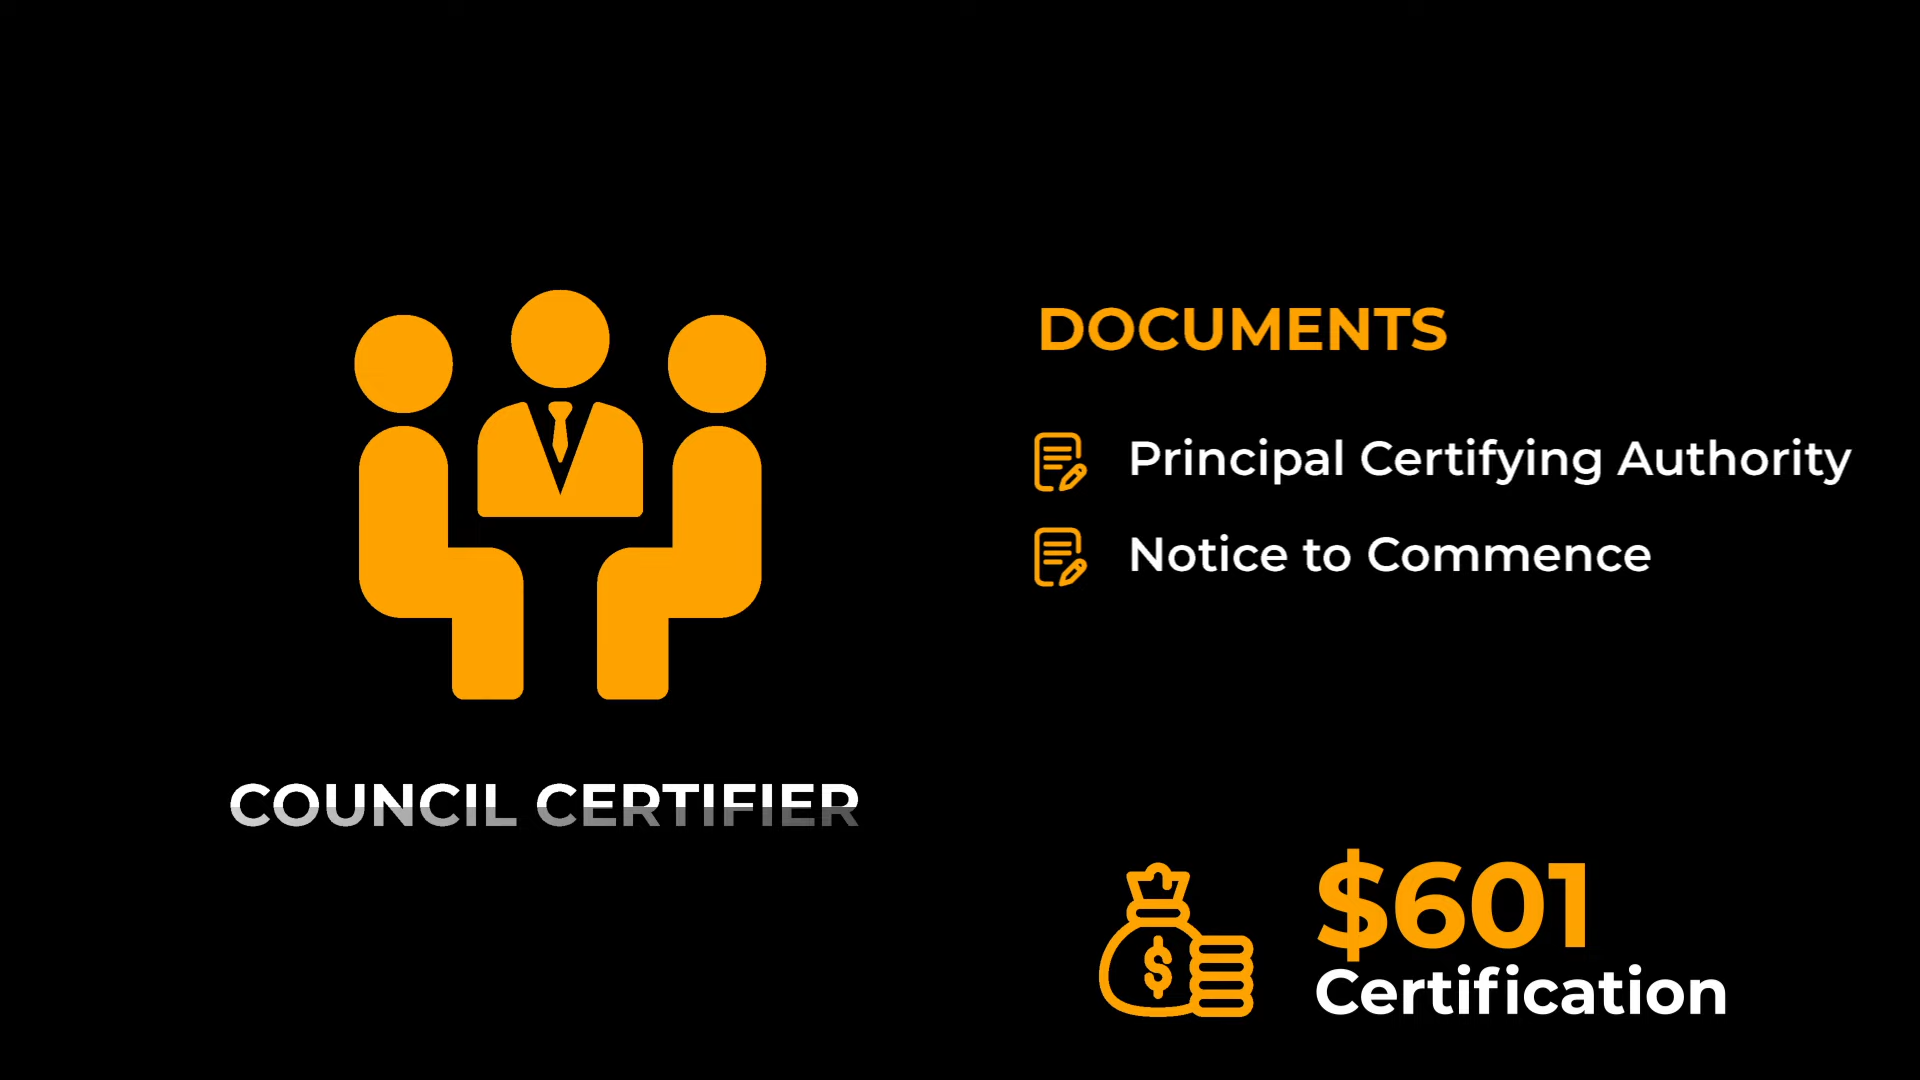 COUNCIL CERTIFIER
DOCUMENTS
Principal Certifying Authority
Notice to Commence
$601
Certification